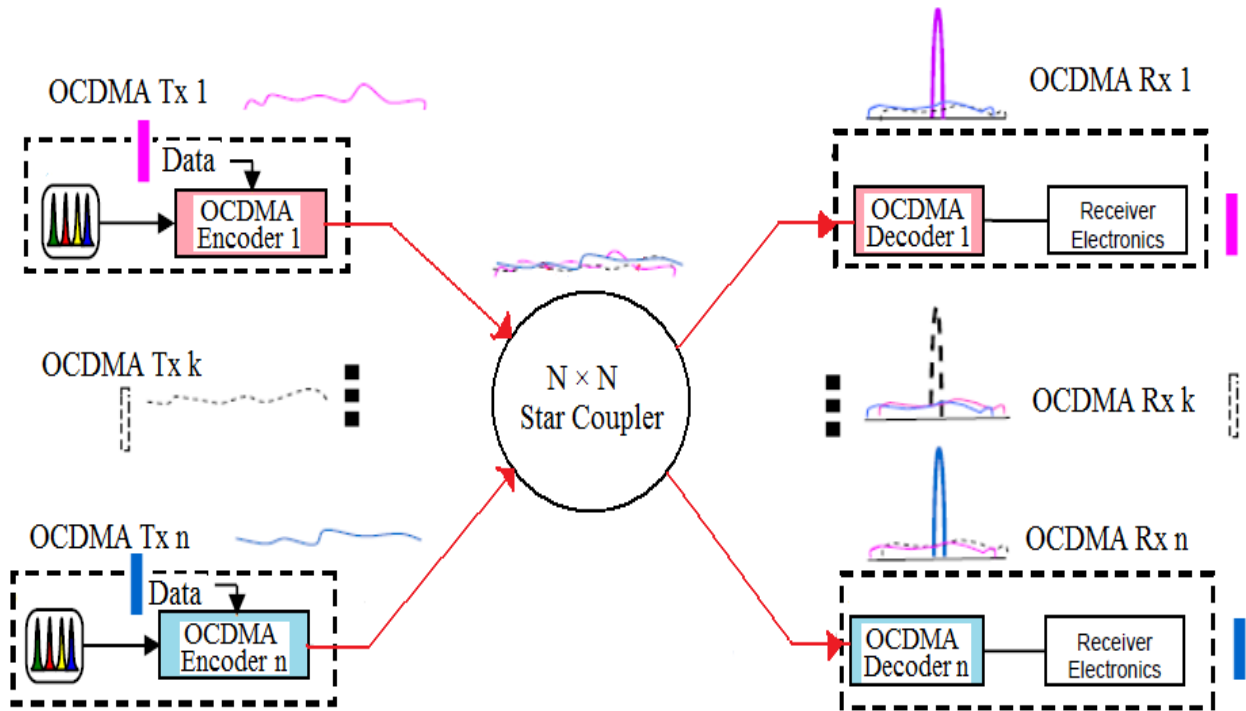 OCDMA Tx 1
Data
OCDMA
Encoder 1
OCDMA Rx 1
OCDMA
Decoder 1
Receiver
Electronics
OCDMA Tx k
N × N
Star Coupler
OCDMA Rx k
OCDMA Tx n
Data
OCDMA
Encoder n
OCDMA Rx n
OCDMA
Decoder n
Receiver
Electronics